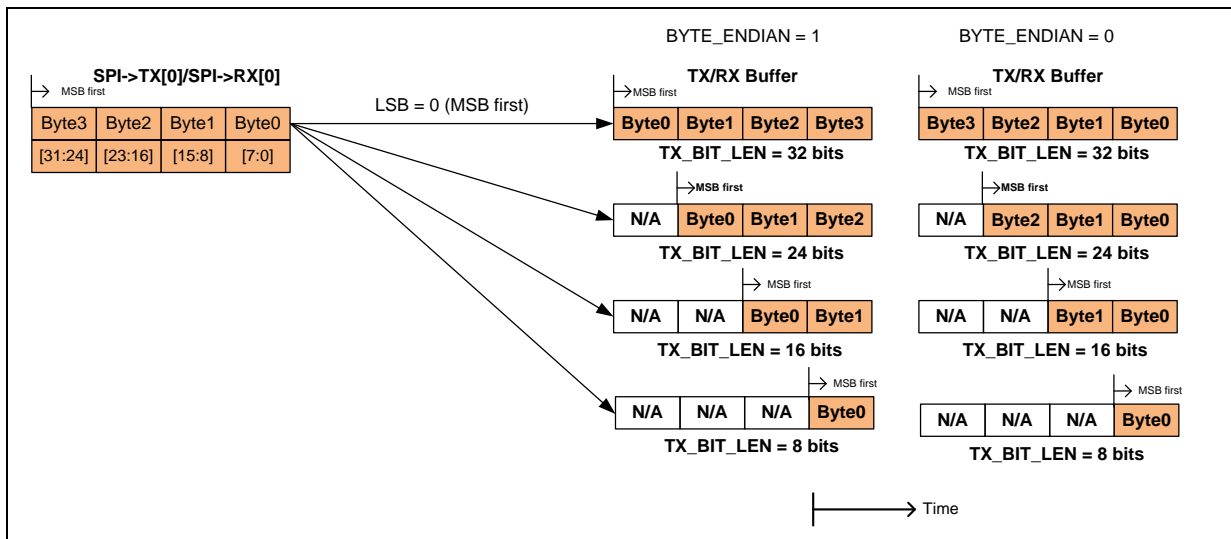 BYTE_ENDIAN = 1 BYTE_ENDIAN = 0
SPI->TX[0]/SPI->RX[0] TX/RX Buffer TX/RX Buffer
MSB first LSB = 0 (MSB first) MSB first MSB first
Byte3 Byte2 Byte1 Byte0 Byte0 Byte1 Byte2 Byte3 Byte3 Byte2 Byte1 Byte0
[31:24] [23:16] [15:8] [7:0] TX_BIT_LEN = 32 bits TX_BIT_LEN = 32 bits
MSB first MSB first
N/A Byte0 Byte1 Byte2 N/A Byte2 Byte1 Byte0
TX_BIT_LEN = 24 bits TX_BIT_LEN = 24 bits
MSB first MSB first
N/A N/A Byte0 Byte1 N/A N/A Byte1 Byte0
TX_BIT_LEN = 16 bits TX_BIT_LEN = 16 bits
MSB first MSB first
N/A N/A N/A Byte0 N/A N/A N/A Byte0
TX_BIT_LEN = 8 bits TX_BIT_LEN = 8 bits
Time